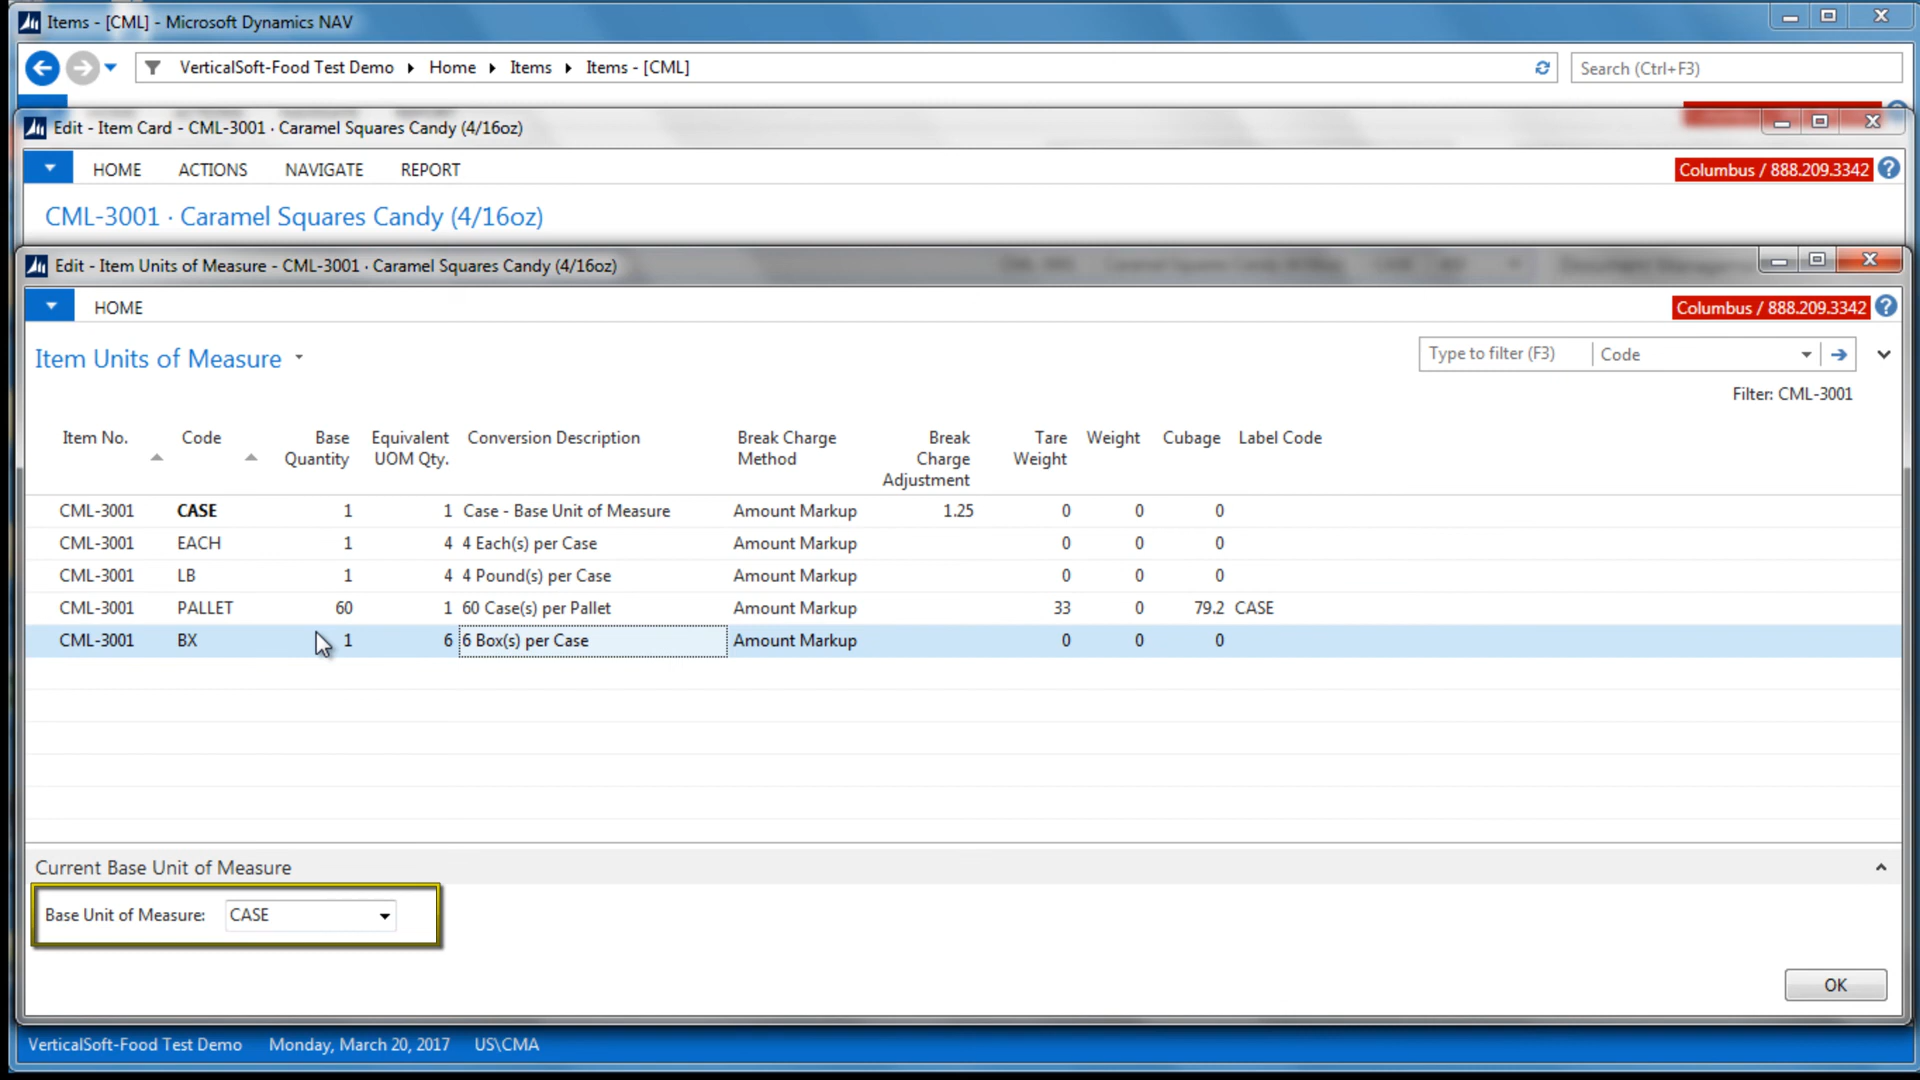 Items - [CML] - Microsoft Dynamics NAV
VerticalSoft-Food Test Demo Home Items Items - [CML] Search (Ctrl+F3)
Edit - Item Card - CML-3001 · Caramel Squares Candy (4/16oz)
HOME ACTIONS NAVIGATE REPORT Columbus / 888.209.3342 ?
CML-3001 · Caramel Squares Candy (4/16oz)
Edit - Item Units of Measure - CML-3001 · Caramel Squares Candy (4/16oz)
HOME Columbus / 888.209.3342 ?
Item Units of Measure Type to filter (F3) Code
Filter: CML-3001
Item No. Code Base Equivalent Conversion Description Break Charge Break Tare Weight Cubage Label Code
Quantity UOM Qty. Method Charge Weight
Adjustment
CML-3001 CASE 1 1 Case - Base Unit of Measure Amount Markup 1.25 0 0 0
CML-3001 EACH 1 4 4 Each(s) per Case Amount Markup 0 0 0
CML-3001 LB 1 4 4 Pound(s) per Case Amount Markup 0 0 0
CML-3001 PALLET 60 1 60 Case(s) per Pallet Amount Markup 33 0 79.2 CASE
CML-3001 BX 1 6 6 Box(s) per Case Amount Markup 0 0 0
Current Base Unit of Measure
Base Unit of Measure: CASE
OK
VerticalSoft-Food Test Demo Monday, March 20, 2017 US\CMA